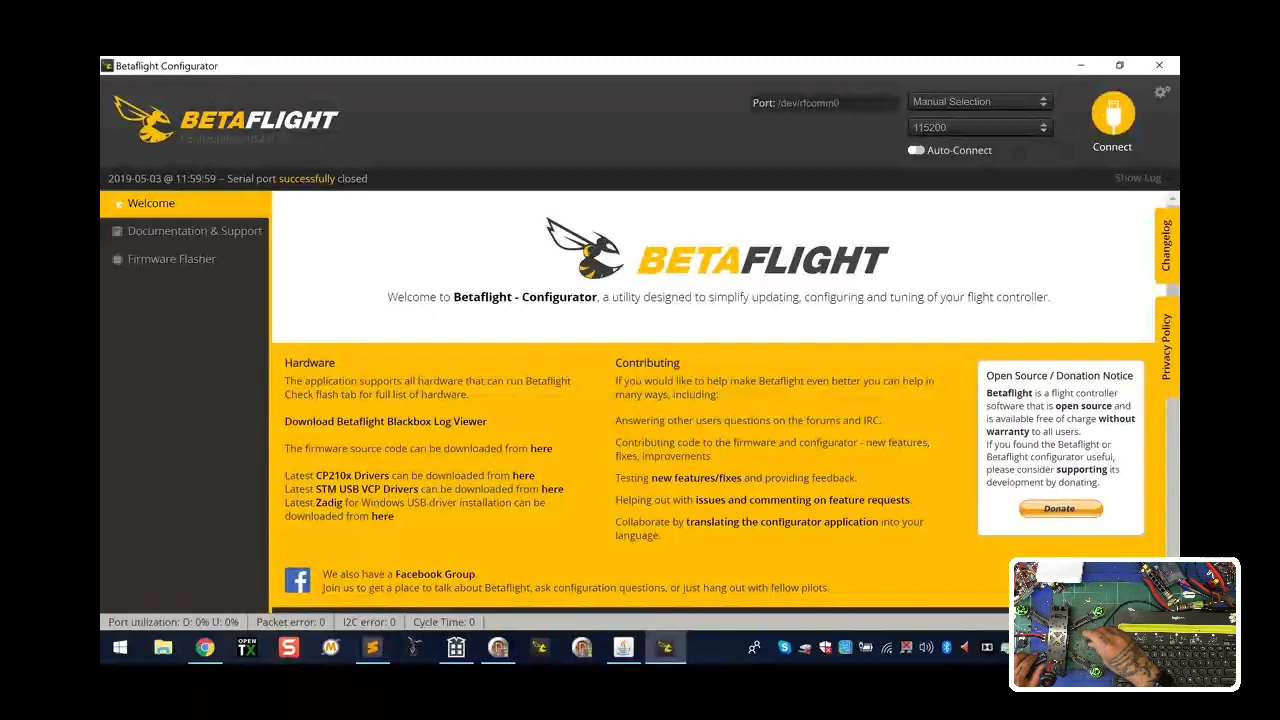 Betaflight Configurator
BETAFLIGHT
Port: /dev/rfcomm0
Manual Selection
115200
Auto-Connect
Connect
2019-05-03 @ 11:59:59 – Serial port successfully closed
Show Log
Welcome
Documentation & Support
Firmware Flasher
BETAFLIGHT
Welcome to Betaflight - Configurator, a utility designed to simplify updating, configuring and tuning of your flight controller.
Changelog
Privacy Policy
Hardware
The application supports all hardware that can run Betaflight
Check flash tab for full list of hardware.
Download Betaflight Blackbox Log Viewer
The firmware source code can be downloaded from here
Latest CP210x Drivers can be downloaded from here
Latest STM USB VCP Drivers can be downloaded from here
Latest Zadig for Windows USB driver installation can be
downloaded from here
Contributing
If you would like to help make Betaflight even better you can help in
many ways, including:
Answering other users questions on the forums and IRC.
Contributing code to the firmware and configurator - new features,
fixes, improvements
Testing new features/fixes and providing feedback.
Helping out with issues and commenting on feature requests.
Collaborate by translating the configurator application into your
language.
Open Source / Donation Notice
Betaflight is a flight controller
software that is open source and
is available free of charge without
warranty to all users.
If you found the Betaflight or
Betaflight configurator useful,
please consider supporting its
development by donating.
Donate
We also have a Facebook Group.
Join us to get a place to talk about Betaflight, ask configuration questions, or just hang out with fellow pilots.
Port utilization: D: 0% U: 0%
Packet error: 0
I2C error: 0
Cycle Time: 0
OPEN
TX